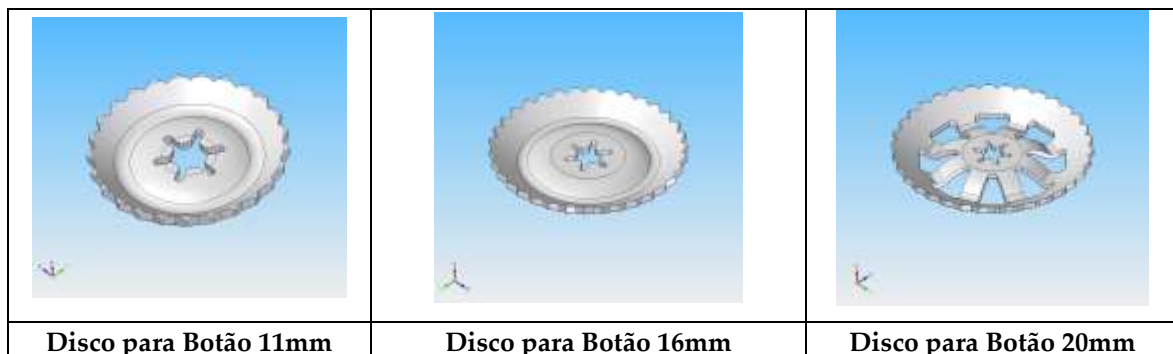 Disco para Botão 11mm
Disco para Botão 16mm
Disco para Botão 20mm